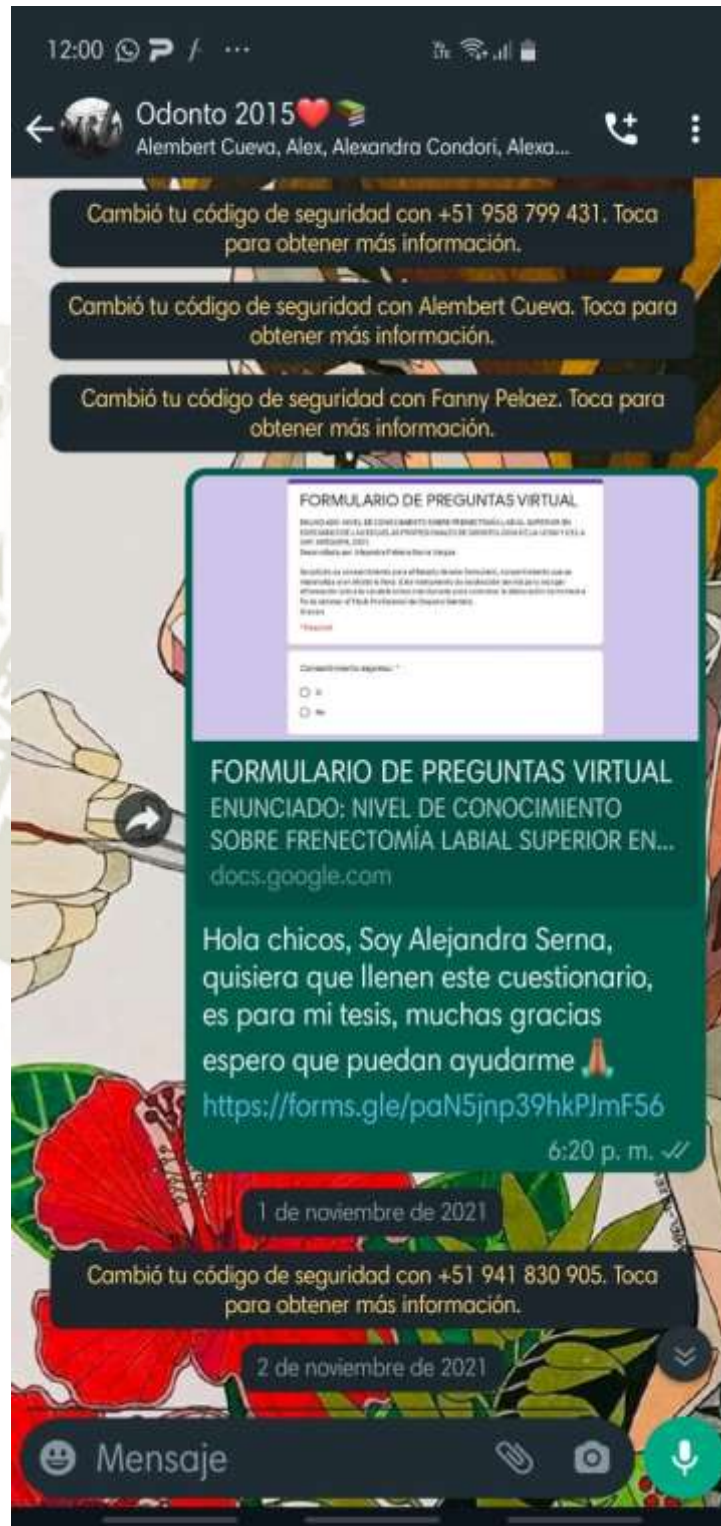 12:00
Odonto 2015❤️📚
Alembert Cueva, Alex, Alexandra Condori, Alexa...
Cambió tu código de seguridad con +51 958 799 431. Toca
para obtener más información.
Cambió tu código de seguridad con Alembert Cueva. Toca para
obtener más información.
Cambió tu código de seguridad con Fanny Pelaez. Toca para
obtener más información.
FORMULARIO DE PREGUNTAS VIRTUAL
Consentimiento expreso: *
No
FORMULARIO DE PREGUNTAS VIRTUAL
ENUNCIADO: NIVEL DE CONOCIMIENTO
SOBRE FRENECTOMÍA LABIAL SUPERIOR EN...
docs.google.com
Hola chicos, Soy Alejandra Serna,
quisiera que llenen este cuestionario,
es para mi tesis, muchas gracias
espero que puedan ayudarme 🙏
https://forms.gle/paN5jnp39hkPJmF56
6:20 p. m.
1 de noviembre de 2021
Cambió tu código de seguridad con +51 941 830 905. Toca
para obtener más información.
2 de noviembre de 2021
Mensaje